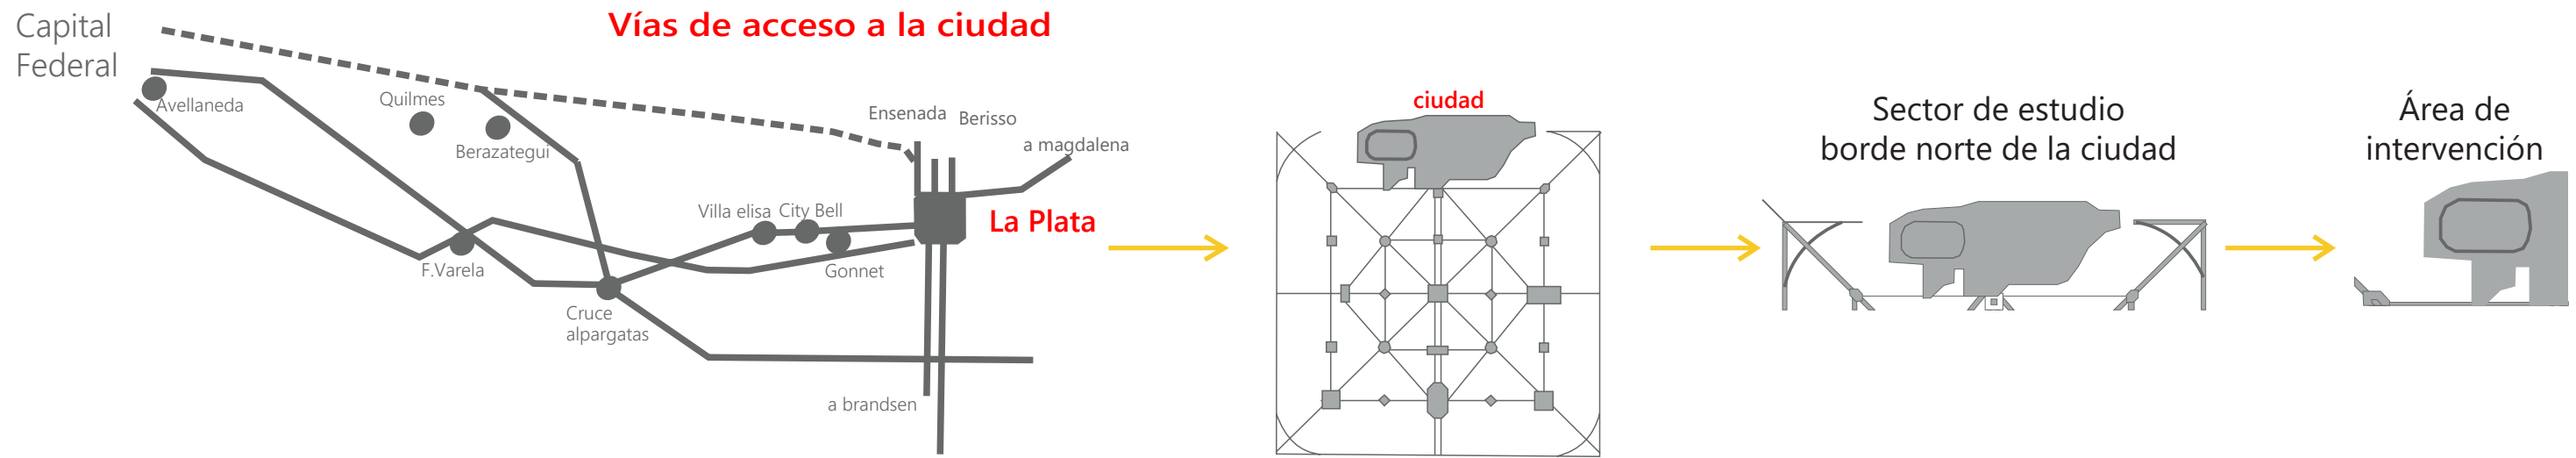 Capital
Federal
Vías de acceso a la ciudad
Avellaneda
Quilmes
Berazategui
Ensenada
Berisso
a magdalena
Villa elisa
City Bell
La Plata
F.Varela
Gonnet
Cruce
alpargatas
a brandsen
ciudad
Sector de estudio
borde norte de la ciudad
Área de
intervención